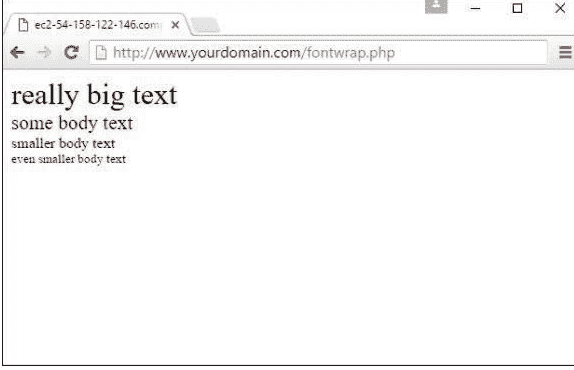 ec2-54-158-122-146.com
http://www.yourdomain.com/fontwrap.php
really big text
some body text
smaller body text
even smaller body text